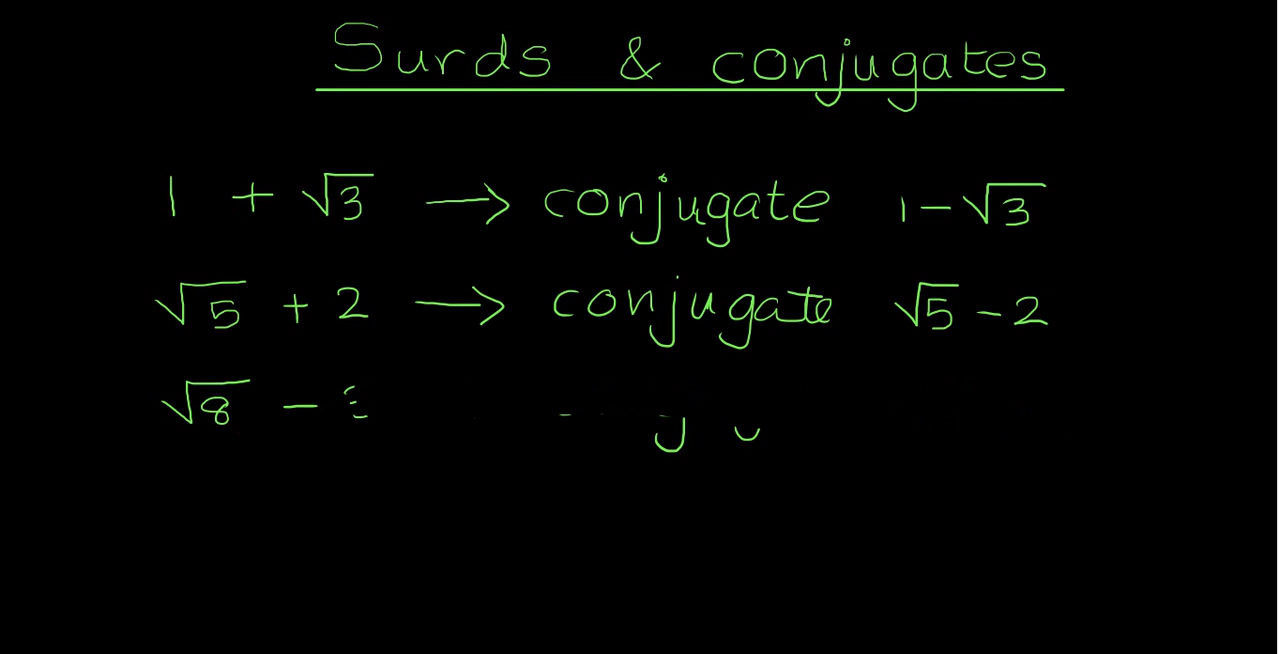 Surds & conjugates
1 + √3 → conjugate 1 - √3
√5 + 2 → conjugate √5 - 2
√8 -